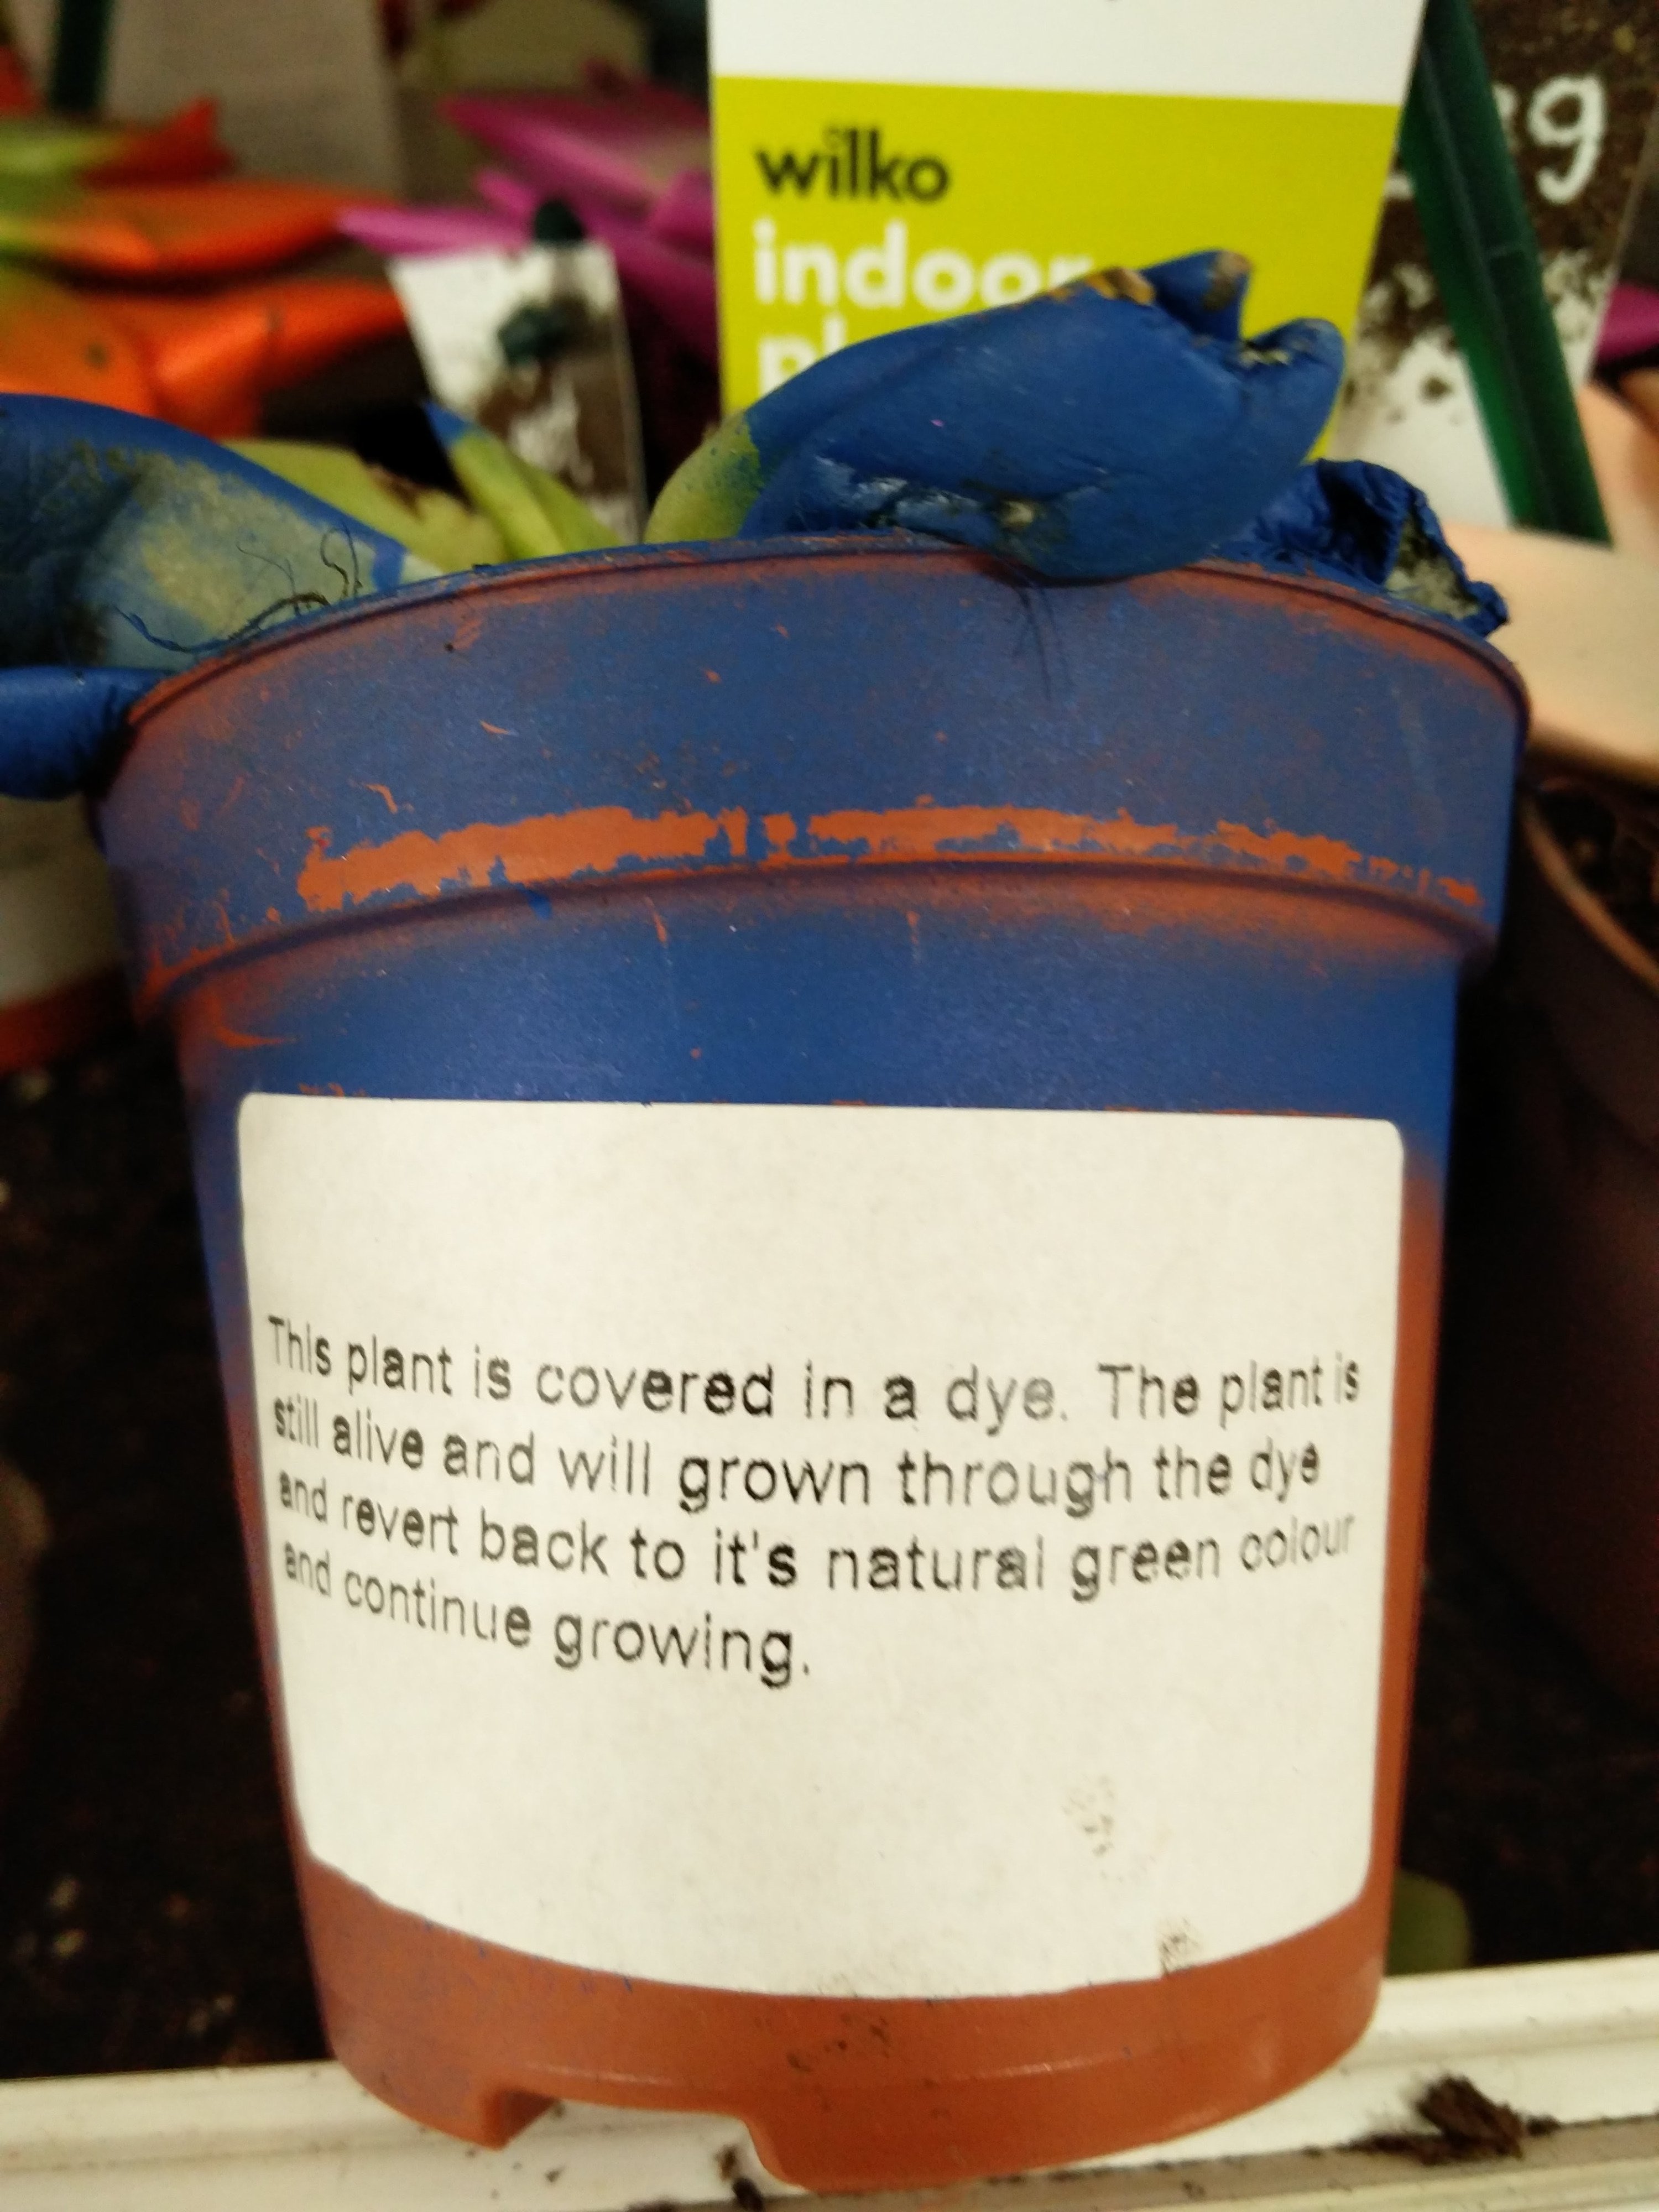 wilko
indoor
9
This plant is covered in a dye. The plant is
still alive and will grown through the dye
and revert back to it's natural green colour
and continue growing.